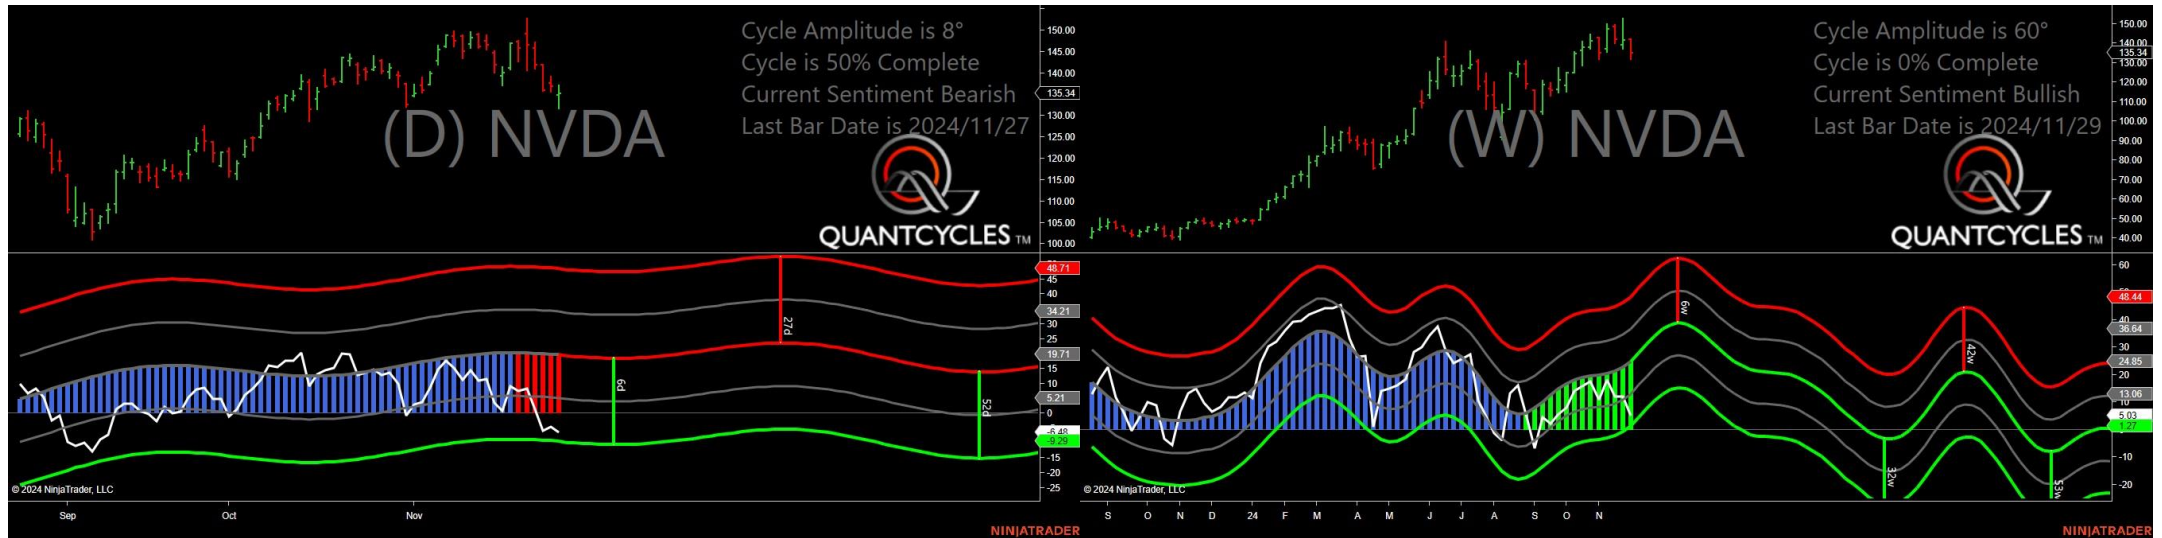 Cycle Amplitude is 8°
Cycle is 50% Complete
Current Sentiment Bearish
Last Bar Date is 2024/11/27
(D) NVDA
QUANTCYCLES TM
150.00
145.00
140.00
135.34
130.00
125.00
120.00
115.00
110.00
105.00
100.00
48.71
45
40
34.21
30
25
19.71
15
10
5.21
0
-6.48
-9.29
-15
-20
-25
27d
6d
52d
© 2024 NinjaTrader, LLC
Sep
Oct
Nov
NINJATRADER
Cycle Amplitude is 60°
Cycle is 0% Complete
Current Sentiment Bullish
Last Bar Date is 2024/11/29
(W) NVDA
QUANTCYCLES TM
150.00
140.00
135.34
130.00
120.00
110.00
100.00
90.00
80.00
70.00
60.00
50.00
40.00
60
48.44
40
36.64
30
24.85
20
13.06
10
5.03
1.27
-10
-20
6w
42w
32w
53w
© 2024 NinjaTrader, LLC
S O N D 24 F M A M J J A S O N
NINJATRADER